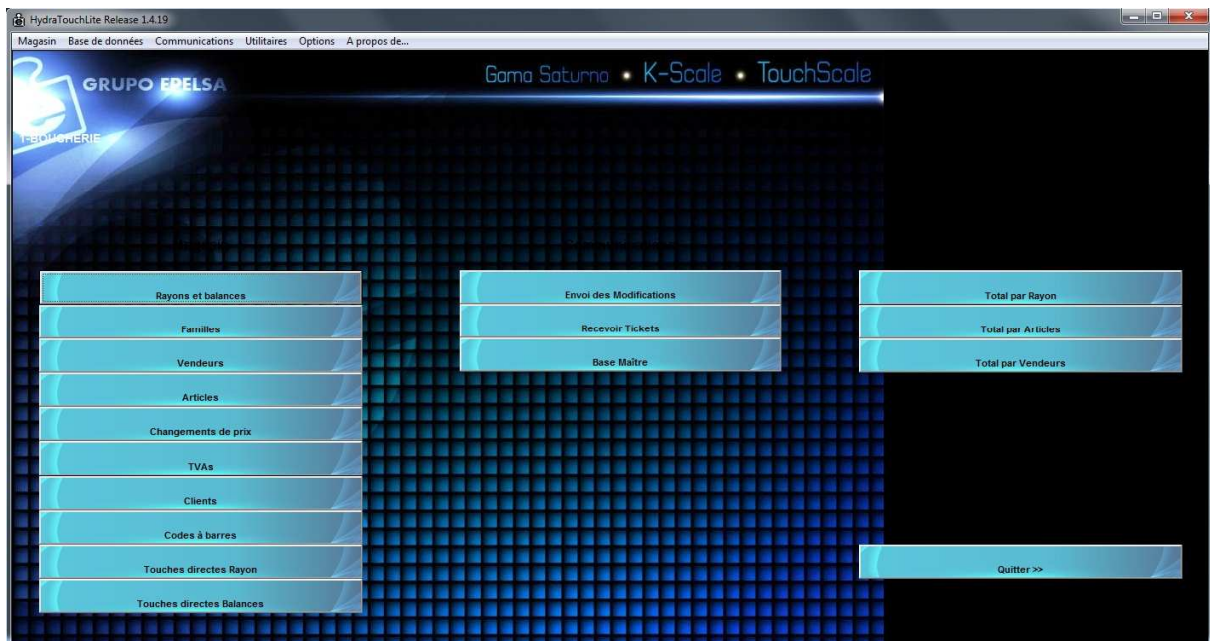 HydraTouchLite Release 1.4.19
Magasin Base de données Communications Utilitaires Options A propos de...
GRUPO EPELSA
Gama Saturno • K-Scale • TouchScale
1-BOUCHERIE
Rayons et balances
Familles
Vendeurs
Articles
Changements de prix
TVAs
Clients
Codes à barres
Touches directes Rayon
Touches directes Balances
Envoi des Modifications
Recevoir Tickets
Base Maître
Total par Rayon
Total par Articles
Total par Vendeurs
Quitter >>